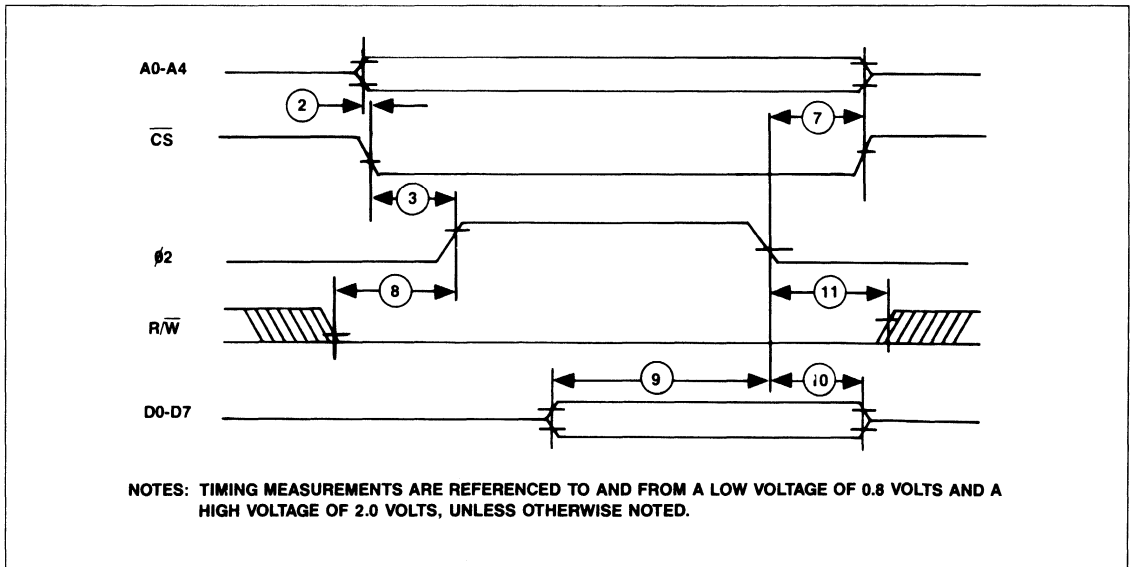 A0-A4
2
7
C̅S̅
3
ø2
8
11
R/W̅
9
10
D0-D7
NOTES: TIMING MEASUREMENTS ARE REFERENCED TO AND FROM A LOW VOLTAGE OF 0.8 VOLTS AND A
HIGH VOLTAGE OF 2.0 VOLTS, UNLESS OTHERWISE NOTED.